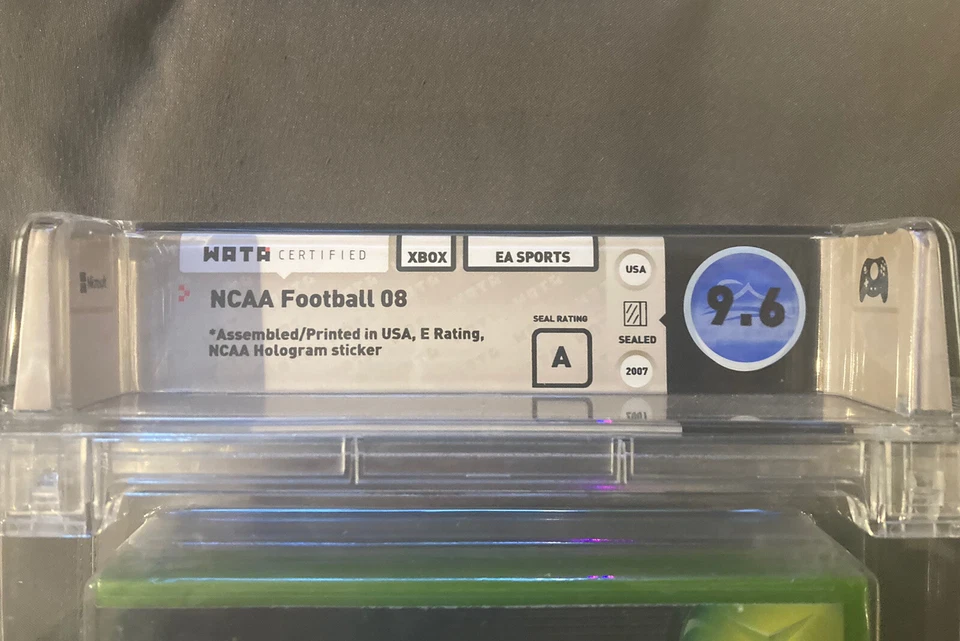 WATA CERTIFIED
XBOX
EA SPORTS
NCAA Football 08
*Assembled/Printed in USA, E Rating,
NCAA Hologram sticker
SEAL RATING
A
USA
SEALED
2007
9.6
Microsoft